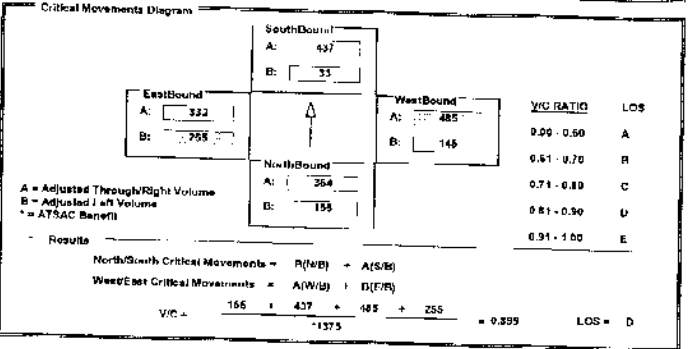 Critical Movements Diagram
SouthBound
A: 437
B: 33
EastBound
A: 332
B: 255
WestBound
A: 485
B: 145
NorthBound
A: 364
B:
V/C RATIO LOS
0.00 - 0.60 A
0.61 - 0.70 B
0.71 - 0.80 C
0.81 - 0.90 D
0.91 - 1.00 E
A = Adjusted Through/Right Volume
B = Adjusted Left Volume
* = ATSAC Benefit
Results
North/South Critical Movements = B(N/B) + A(S/B)
West/East Critical Movements = A(W/B) + B(E/B)
V/C = + 437 + 485 + 255
*1375
= 0.899 LOS = D